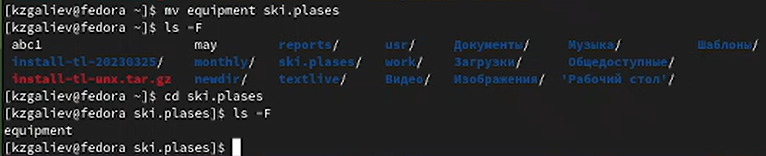 [kzgaliev@fedora ~]$ mv equipment ski.plases
[kzgaliev@fedora ~]$ ls -F
abc1 may reports/ usr/ Документы/ Музыка/ Шаблоны/
install-tl-20230325/ monthly/ ski.plases/ work/ Загрузки/ Общедоступные/
install-tl-unx.tar.gz newdir/ textlive/ Видео/ Изображения/ 'Рабочий стол'/
[kzgaliev@fedora ~]$ cd ski.plases
[kzgaliev@fedora ski.plases]$ ls -F
equipment
[kzgaliev@fedora ski.plases]$